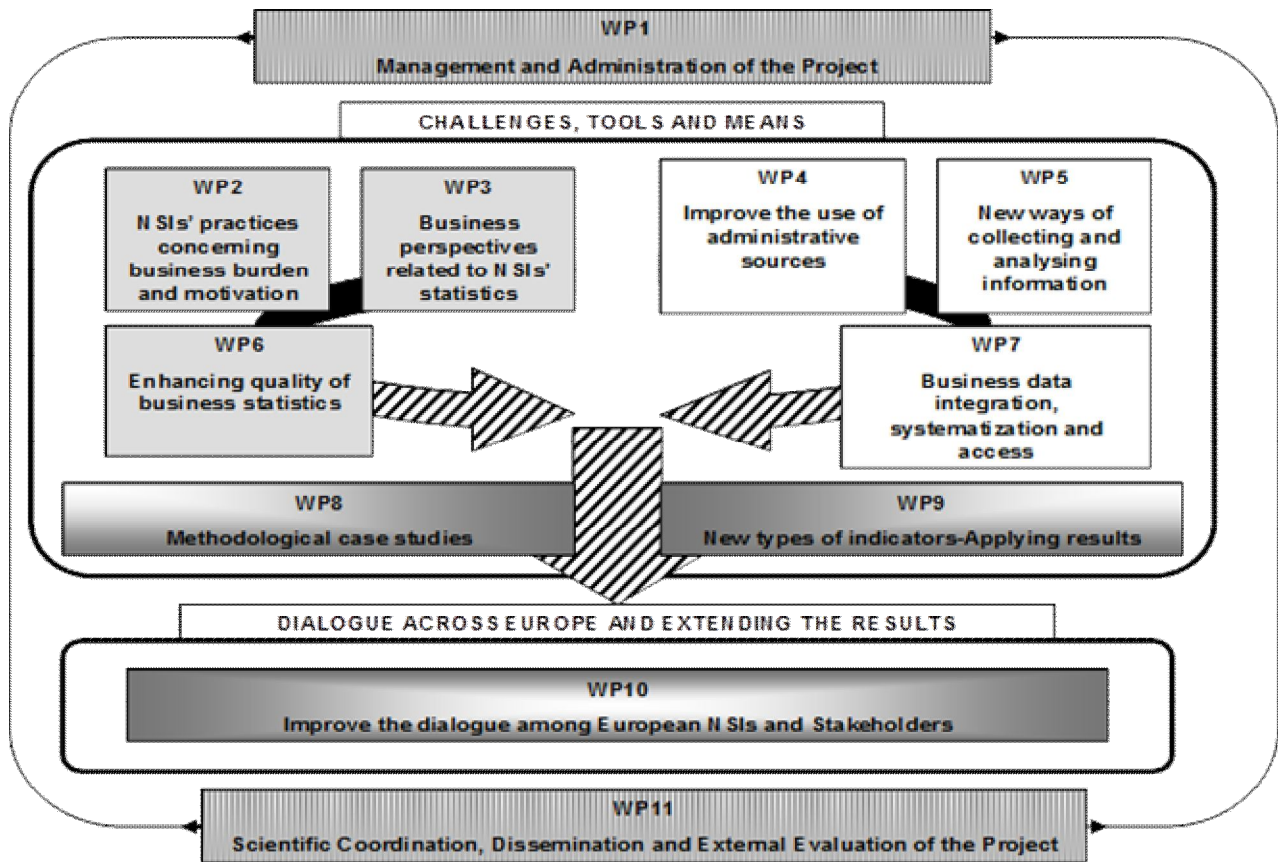 WP1
Management and Administration of the Project
CHALLENGES, TOOLS AND MEANS
WP2
NSIs' practices
concerning
business burden
and motivation
WP3
Business
perspectives
related to NSIs'
statistics
WP4
Improve the use of
administrative
sources
WP5
New ways of
collecting and
analysing
information
WP6
Enhancing quality of
business statistics
WP7
Business data
integration,
systematization and
access
WP8
Methodological case studies
WP9
New types of indicators-Applying results
DIALOGUE ACROSS EUROPE AND EXTENDING THE RESULTS
WP10
Improve the dialogue among European NSIs and Stakeholders
WP11
Scientific Coordination, Dissemination and External Evaluation of the Project